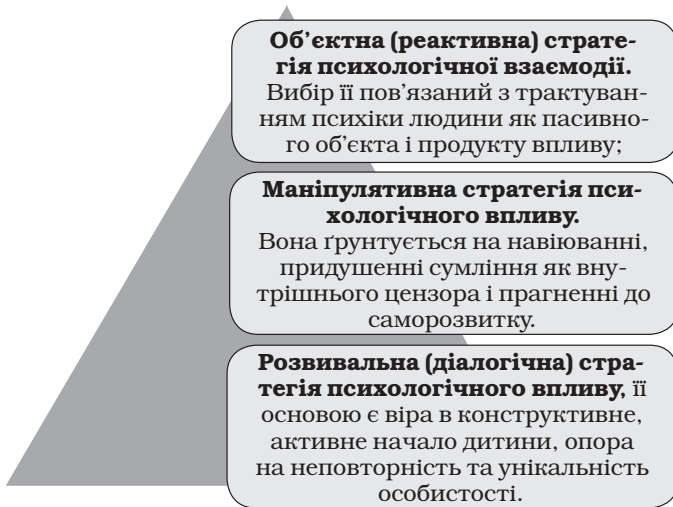 Об’єктна (реактивна) страте-
гія психологічної взаємодії.
Вибір її пов’язаний з трактуван-
ням психіки людини як пасивно-
го об’єкта і продукту впливу;
Маніпулятивна стратегія пси-
хологічного впливу.
Вона ґрунтується на навіюванні,
придушенні сумління як вну-
трішнього цензора і прагненні до
саморозвитку.
Розвивальна (діалогічна) стра-
тегія психологічного впливу, її
основою є віра в конструктивне,
активне начало дитини, опора
на неповторність та унікальність
особистості.